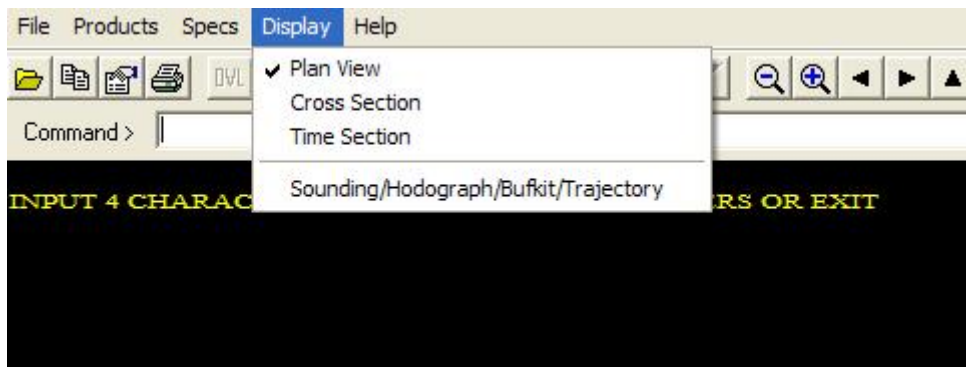 File Products Specs Display Help
DVL
Plan View
Command >
Cross Section
Time Section
Sounding/Hodograph/Bufkit/Trajectory
INPUT 4 CHARAC RS OR EXIT